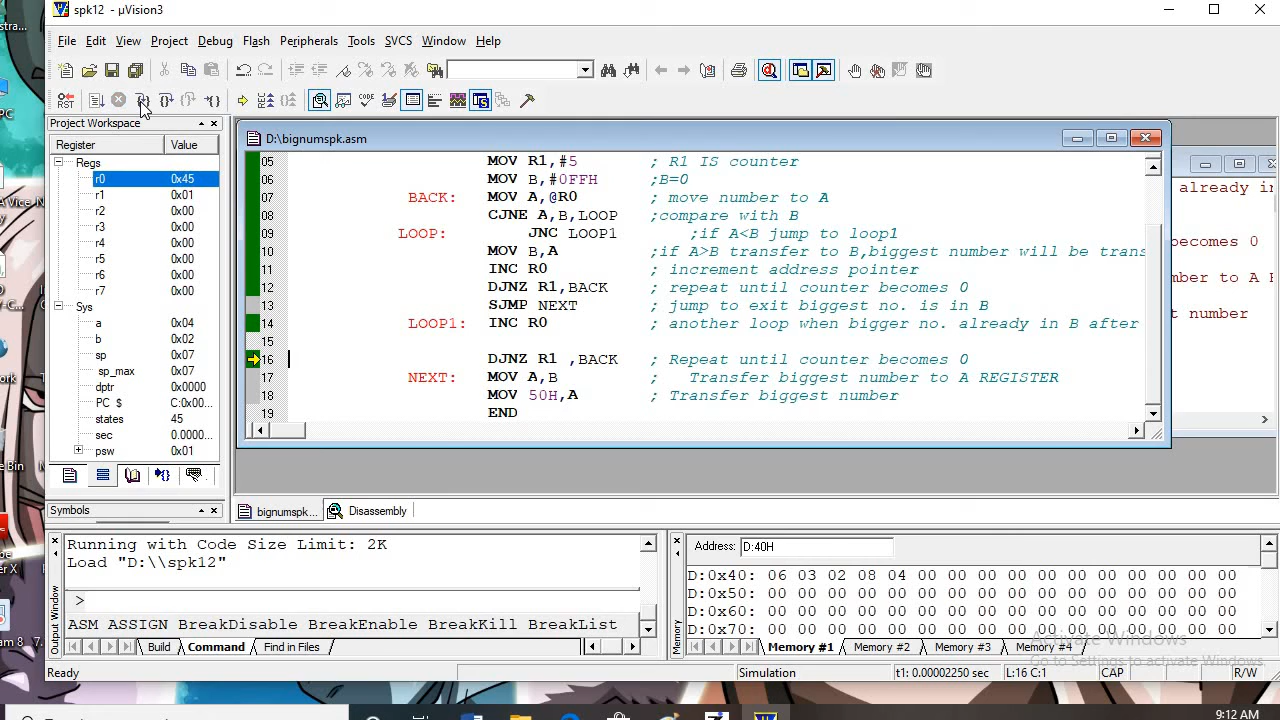 stra...
spk12 - µVision3
File Edit View Project Debug Flash Peripherals Tools SVCS Window Help
PC
Project Workspace
Register Value
Regs
r0 0x45
r1 0x01
r2 0x00
r3 0x00
r4 0x00
r5 0x00
r6 0x00
r7 0x00
Sys
a 0x04
b 0x02
sp 0x07
sp_max 0x07
dptr 0x0000
PC $ C:0x00...
states 45
sec 0.0000...
psw 0x01
Symbols
D:\bignumspk.asm
05 MOV R1,#5 ; R1 IS counter
06 MOV B,#0FFH ;B=0
07 BACK: MOV A,@R0 ; move number to A
08 CJNE A,B,LOOP ;compare with B
09 LOOP: JNC LOOP1 ;if A<B jump to loop1
10 MOV B,A ;if A>B transfer to B,biggest number will be trans
11 INC R0 ; increment address pointer
12 DJNZ R1,BACK ; repeat until counter becomes 0
13 SJMP NEXT ; jump to exit biggest no. is in B
14 LOOP1: INC R0 ; another loop when bigger no. already in B after
15
16 DJNZ R1 ,BACK ; Repeat until counter becomes 0
17 NEXT: MOV A,B ; Transfer biggest number to A REGISTER
18 MOV 50H,A ; Transfer biggest number
19 END
already in
becomes 0
mber to A R
t number
bignumspk... Disassembly
Running with Code Size Limit: 2K
Load "D:\\spk12"
>
ASM ASSIGN BreakDisable BreakEnable BreakKill BreakList
Build Command Find in Files
Output Window
Address: D:40H
D:0x40: 06 03 02 08 04 00 00 00 00 00 00 00 00 00 00 00
D:0x50: 00 00 00 00 00 00 00 00 00 00 00 00 00 00 00 00
D:0x60: 00 00 00 00 00 00 00 00 00 00 00 00 00 00 00 00
D:0x70: 00 00 00 00 00 00 00 00 00 00 00 00 00 00 00 00
Memory #1 Memory #2 Memory #3 Memory #4
Memory
Activate Windows
Go to Settings to activate Windows.
Ready Simulation t1: 0.00002250 sec L:16 C:1 CAP R/W
9:12 AM